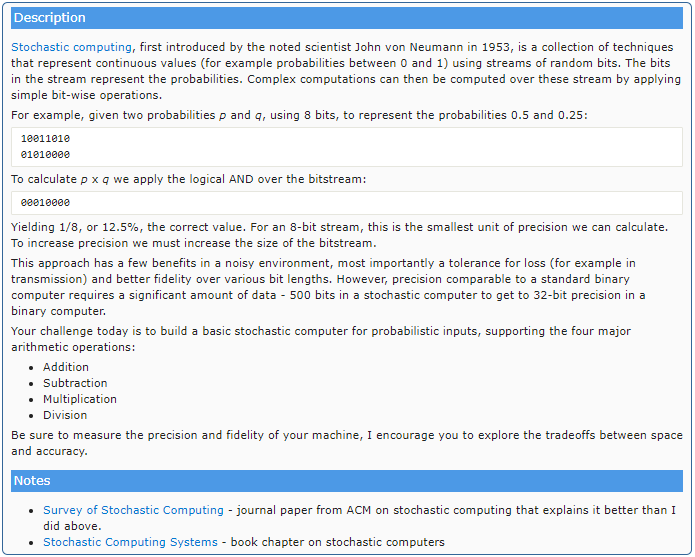 Description
Stochastic computing, first introduced by the noted scientist John von Neumann in 1953, is a collection of techniques
that represent continuous values (for example probabilities between 0 and 1) using streams of random bits. The bits
in the stream represent the probabilities. Complex computations can then be computed over these stream by applying
simple bit-wise operations.
For example, given two probabilities p and q, using 8 bits, to represent the probabilities 0.5 and 0.25:
10011010
01010000
To calculate p x q we apply the logical AND over the bitstream:
00010000
Yielding 1/8, or 12.5%, the correct value. For an 8-bit stream, this is the smallest unit of precision we can calculate.
To increase precision we must increase the size of the bitstream.
This approach has a few benefits in a noisy environment, most importantly a tolerance for loss (for example in
transmission) and better fidelity over various bit lengths. However, precision comparable to a standard binary
computer requires a significant amount of data - 500 bits in a stochastic computer to get to 32-bit precision in a
binary computer.
Your challenge today is to build a basic stochastic computer for probabilistic inputs, supporting the four major
arithmetic operations:
• Addition
• Subtraction
• Multiplication
• Division
Be sure to measure the precision and fidelity of your machine, I encourage you to explore the tradeoffs between space
and accuracy.
Notes
• Survey of Stochastic Computing - journal paper from ACM on stochastic computing that explains it better than I
did above.
• Stochastic Computing Systems - book chapter on stochastic computers